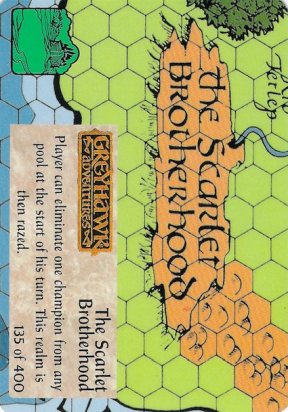 Tetlep
The Scarlet
Brotherhood
GREYHAWK
ADVENTURES
The Scarlet
Brotherhood
Player can eliminate one champion from any
pool at the start of his turn. This realm is
then razed.
135 of 400